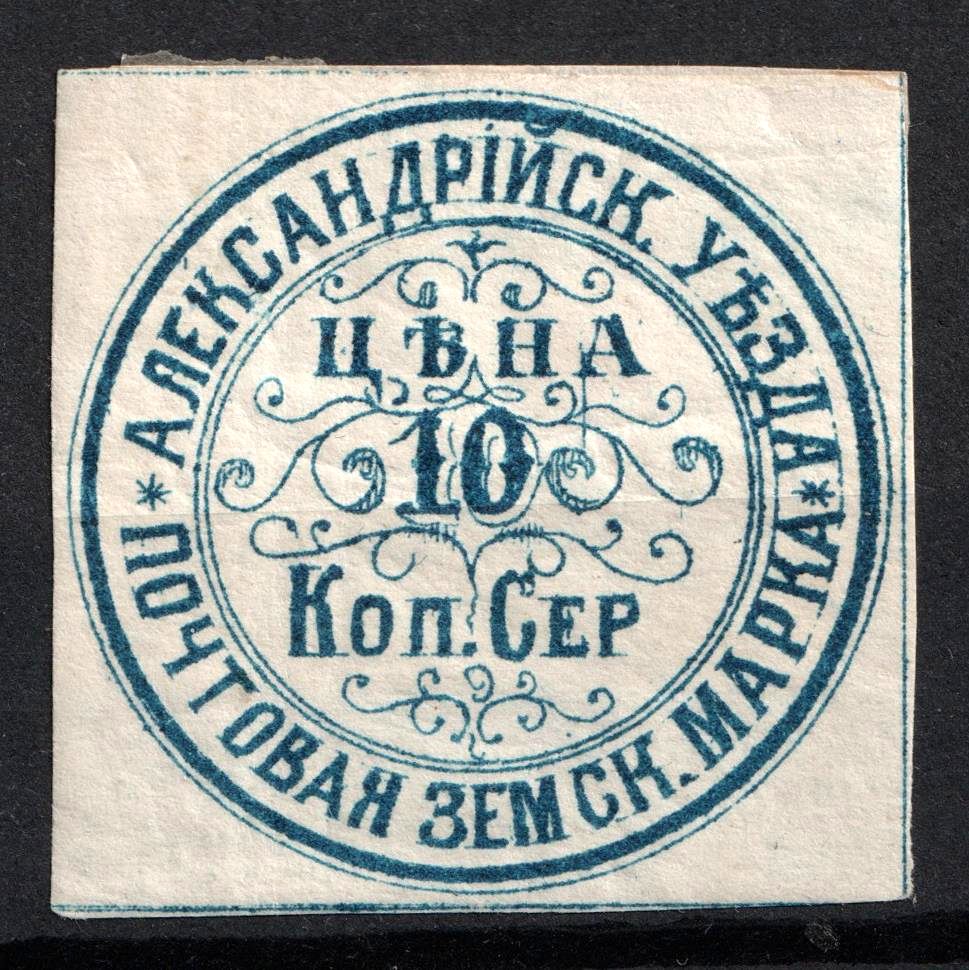 АЛЕКСАНДРІЙСК. УѢЗДА
ЦѢНА
10
КОП. СЕР
* ПОЧТОВАЯ ЗЕМСК. МАРКА *